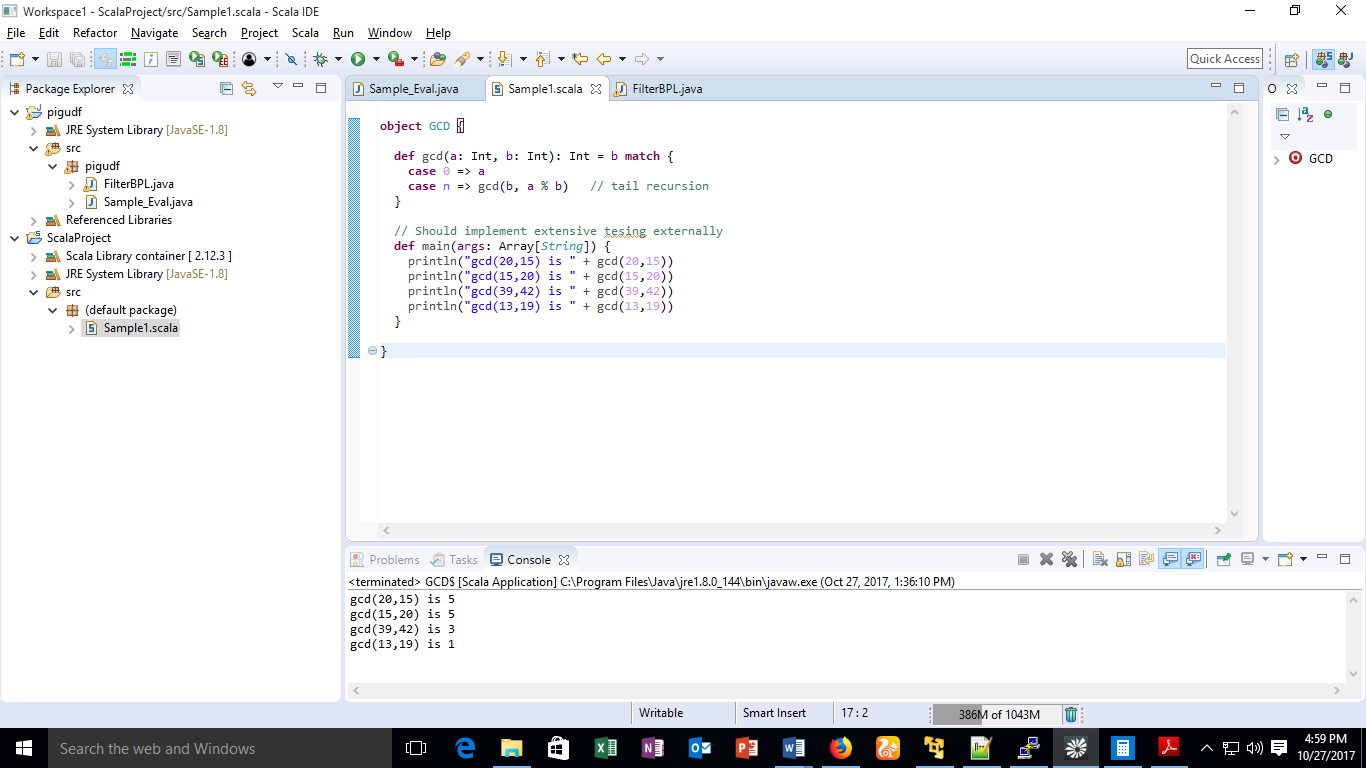 Workspace1 - ScalaProject/src/Sample1.scala - Scala IDE
File Edit Refactor Navigate Search Project Scala Run Window Help
Quick Access
Package Explorer
pigudf
JRE System Library [JavaSE-1.8]
src
pigudf
FilterBPL.java
Sample_Eval.java
Referenced Libraries
ScalaProject
Scala Library container [ 2.12.3 ]
JRE System Library [JavaSE-1.8]
src
(default package)
Sample1.scala
Sample_Eval.java Sample1.scala FilterBPL.java
object GCD {
def gcd(a: Int, b: Int): Int = b match {
case 0 => a
case n => gcd(b, a % b) // tail recursion
}
// Should implement extensive tesing externally
def main(args: Array[String]) {
println("gcd(20,15) is " + gcd(20,15))
println("gcd(15,20) is " + gcd(15,20))
println("gcd(39,42) is " + gcd(39,42))
println("gcd(13,19) is " + gcd(13,19))
}
}
O
GCD
Problems Tasks Console
<terminated> GCD$ [Scala Application] C:\Program Files\Java\jre1.8.0_144\bin\javaw.exe (Oct 27, 2017, 1:36:10 PM)
gcd(20,15) is 5
gcd(15,20) is 5
gcd(39,42) is 3
gcd(13,19) is 1
Writable Smart Insert 17 : 2 386M of 1043M
Search the web and Windows
4:59 PM
10/27/2017